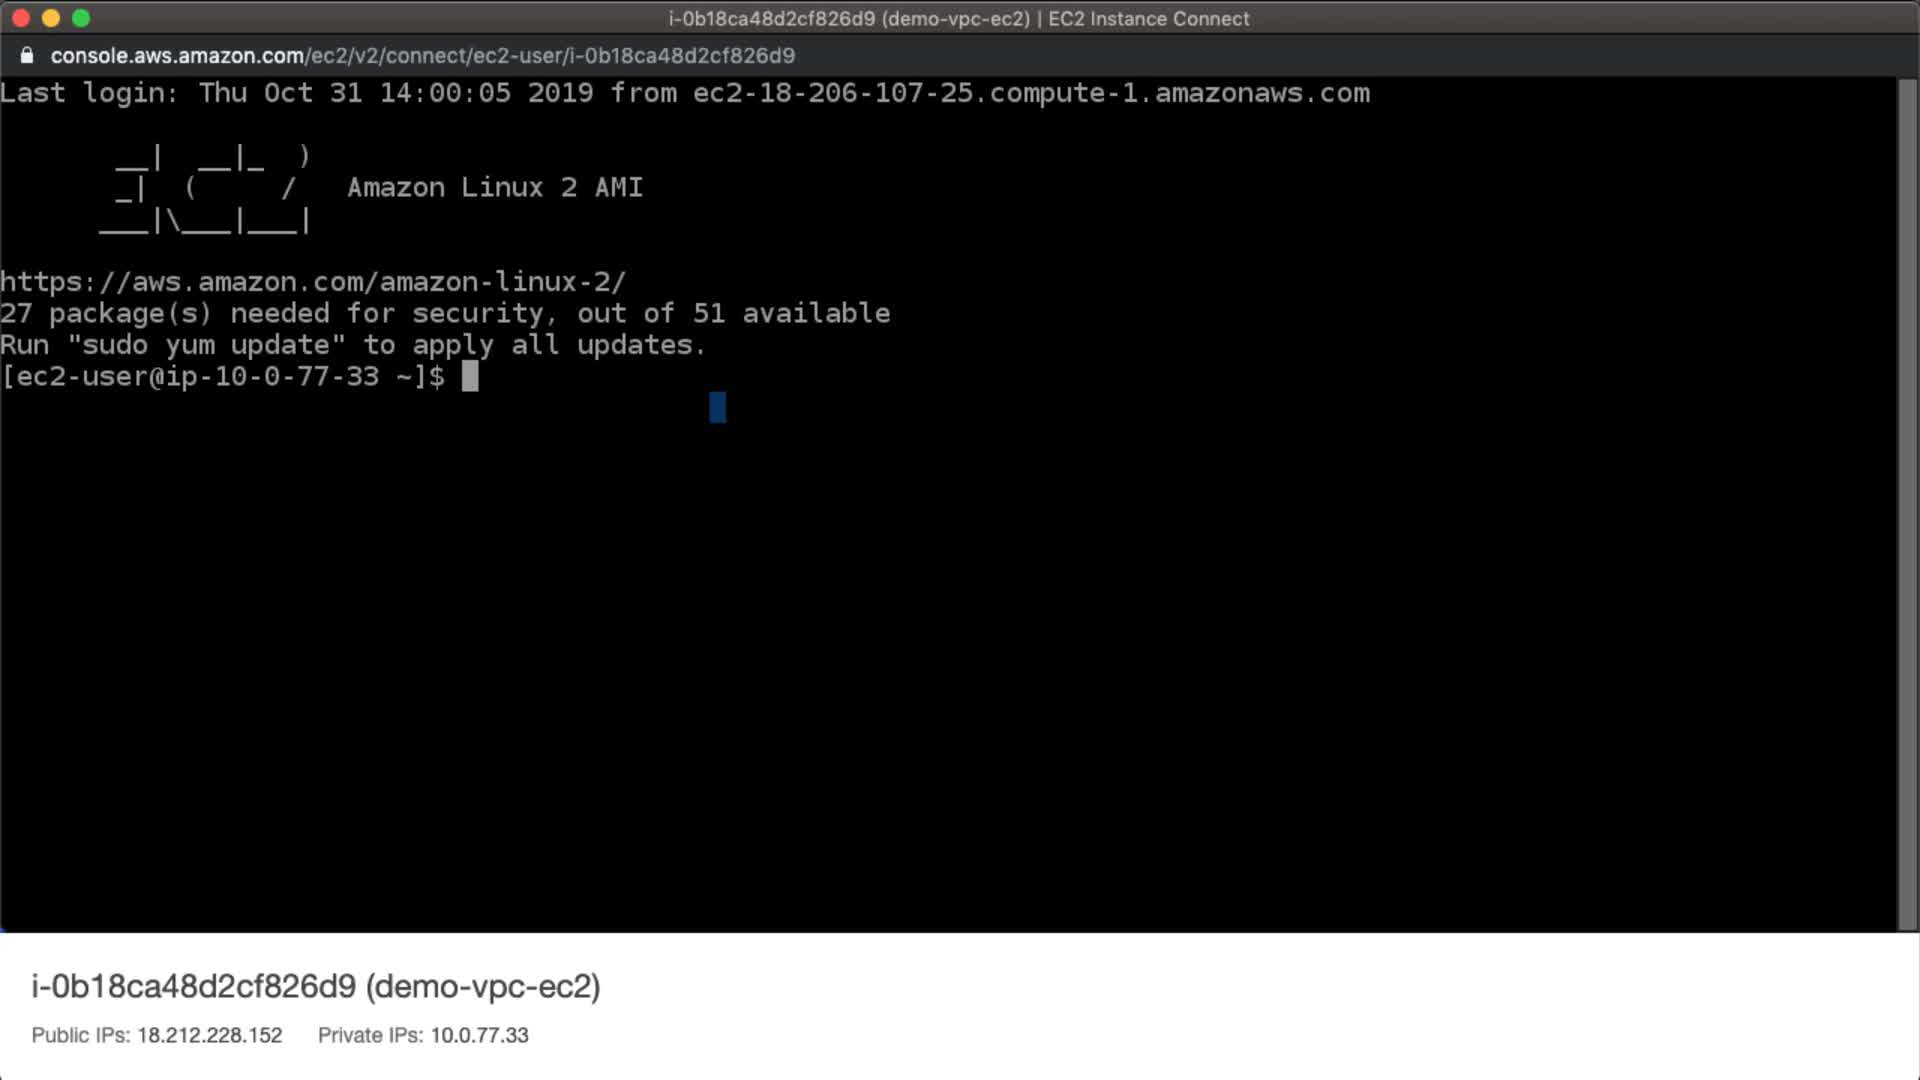 i-0b18ca48d2cf826d9 (demo-vpc-ec2) | EC2 Instance Connect
console.aws.amazon.com/ec2/v2/connect/ec2-user/i-0b18ca48d2cf826d9
Last login: Thu Oct 31 14:00:05 2019 from ec2-18-206-107-25.compute-1.amazonaws.com
       __|  __|_  )
       _|  (     /   Amazon Linux 2 AMI
      ___|\___|___|
https://aws.amazon.com/amazon-linux-2/
27 package(s) needed for security, out of 51 available
Run "sudo yum update" to apply all updates.
[ec2-user@ip-10-0-77-33 ~]$
i-0b18ca48d2cf826d9 (demo-vpc-ec2)
Public IPs: 18.212.228.152 Private IPs: 10.0.77.33